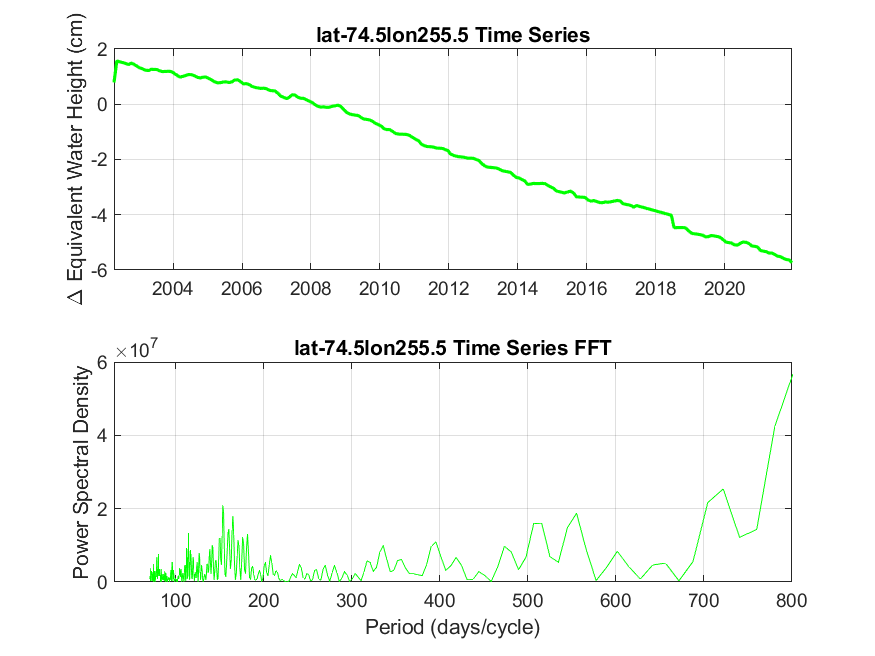 lat-74.5lon255.5 Time Series
Δ Equivalent Water Height (cm)
2
0
-2
-4
-6
2004 2006 2008 2010 2012 2014 2016 2018 2020
lat-74.5lon255.5 Time Series FFT
×10⁷
Power Spectral Density
6
4
2
0
100 200 300 400 500 600 700 800
Period (days/cycle)